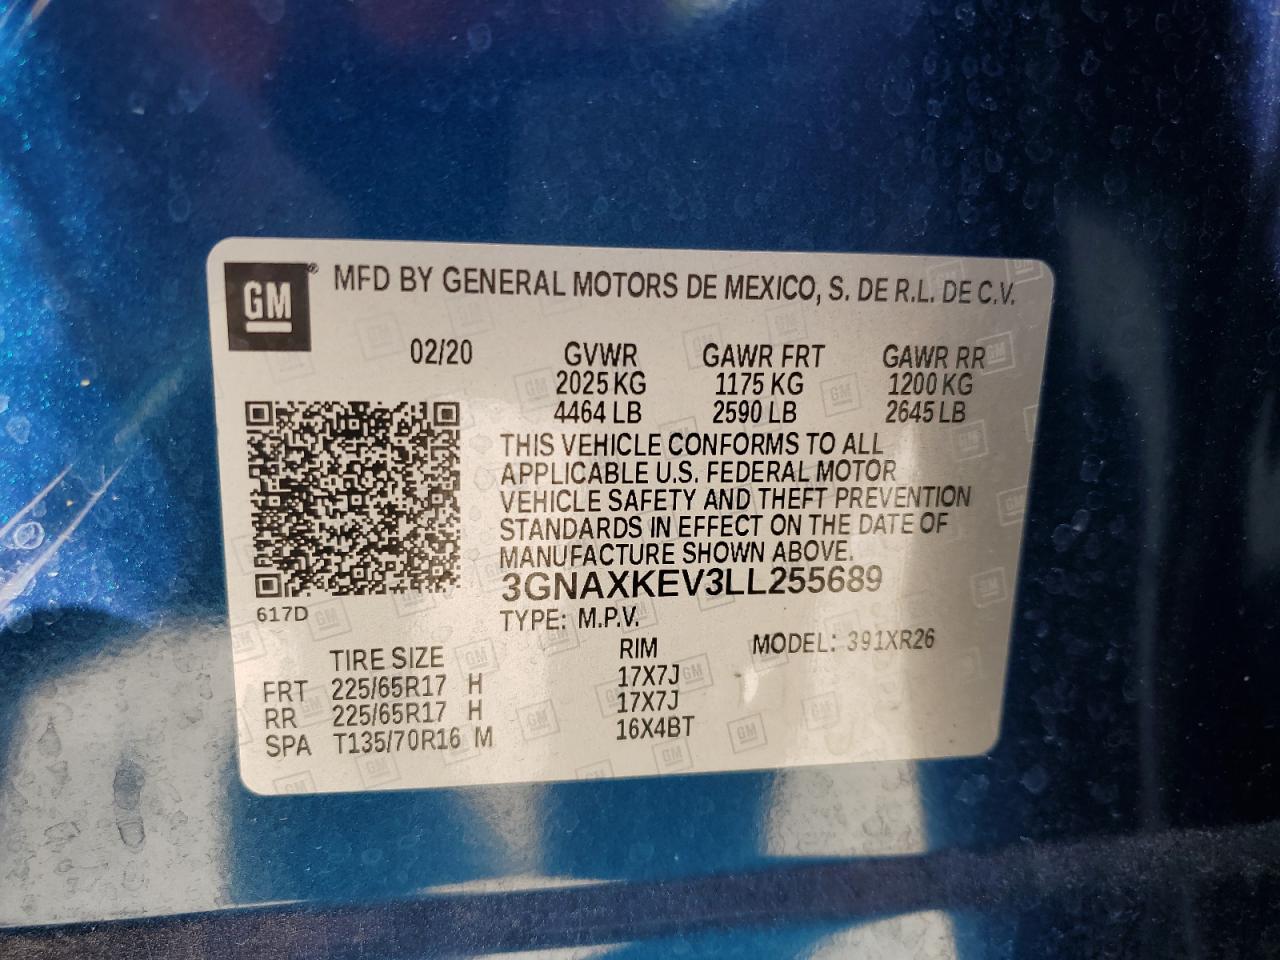 GM® MFD BY GENERAL MOTORS DE MEXICO, S. DE R.L. DE C.V.
02/20 GVWR GAWR FRT GAWR RR
2025 KG 1175 KG 1200 KG
4464 LB 2590 LB 2645 LB
THIS VEHICLE CONFORMS TO ALL
APPLICABLE U.S. FEDERAL MOTOR
VEHICLE SAFETY AND THEFT PREVENTION
STANDARDS IN EFFECT ON THE DATE OF
MANUFACTURE SHOWN ABOVE.
3GNAXKEV3LL255689
617D
TYPE: M.P.V.
TIRE SIZE RIM MODEL: 391XR26
FRT 225/65R17 H 17X7J
RR 225/65R17 H 17X7J
SPA T135/70R16 M 16X4BT